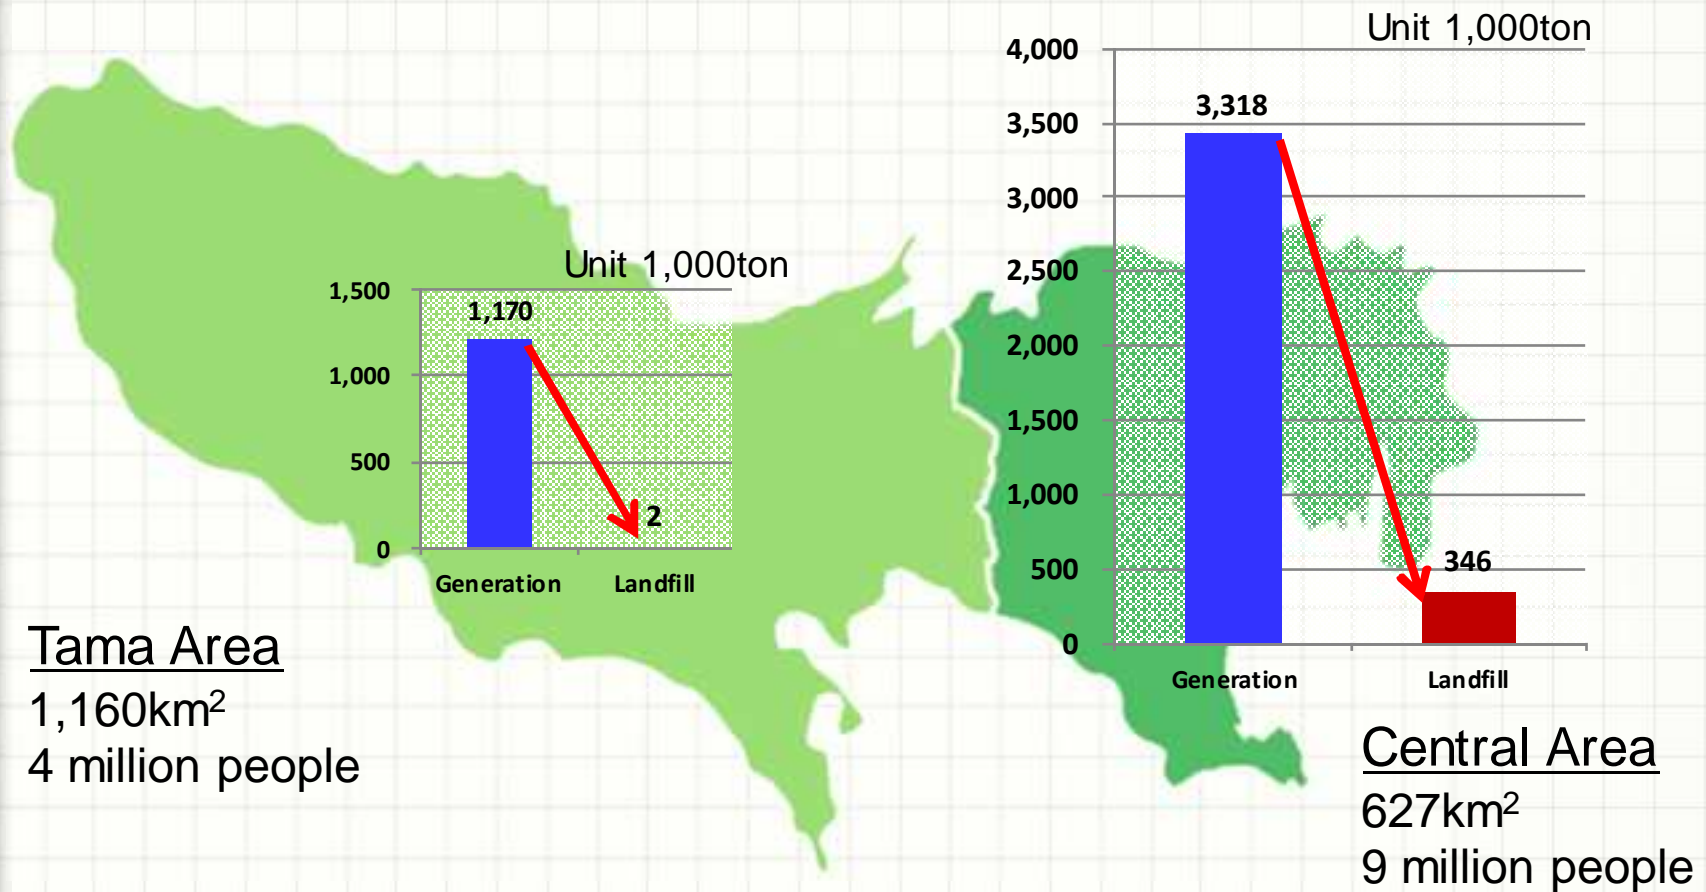 Unit 1,000ton
1,500
1,000
500
0
1,170
2
Generation Landfill
Tama Area
1,160km²
4 million people
Unit 1,000ton
4,000
3,500
3,000
2,500
2,000
1,500
1,000
500
0
3,318
346
Generation Landfill
Central Area
627km²
9 million people